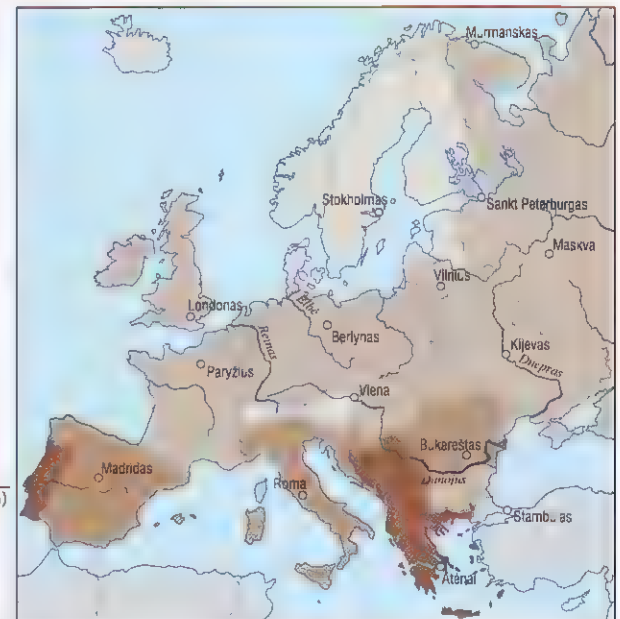 Murmanskas
Stokholmas
Sankt Peterburgas
Maskva
Vilnius
Londonas
Elbė
Berlynas
Reinas
Kijevas
Dnepras
Paryžius
Viena
Bukareštas
Madridas
Roma
Dunojus
Stambulas
Atėnai